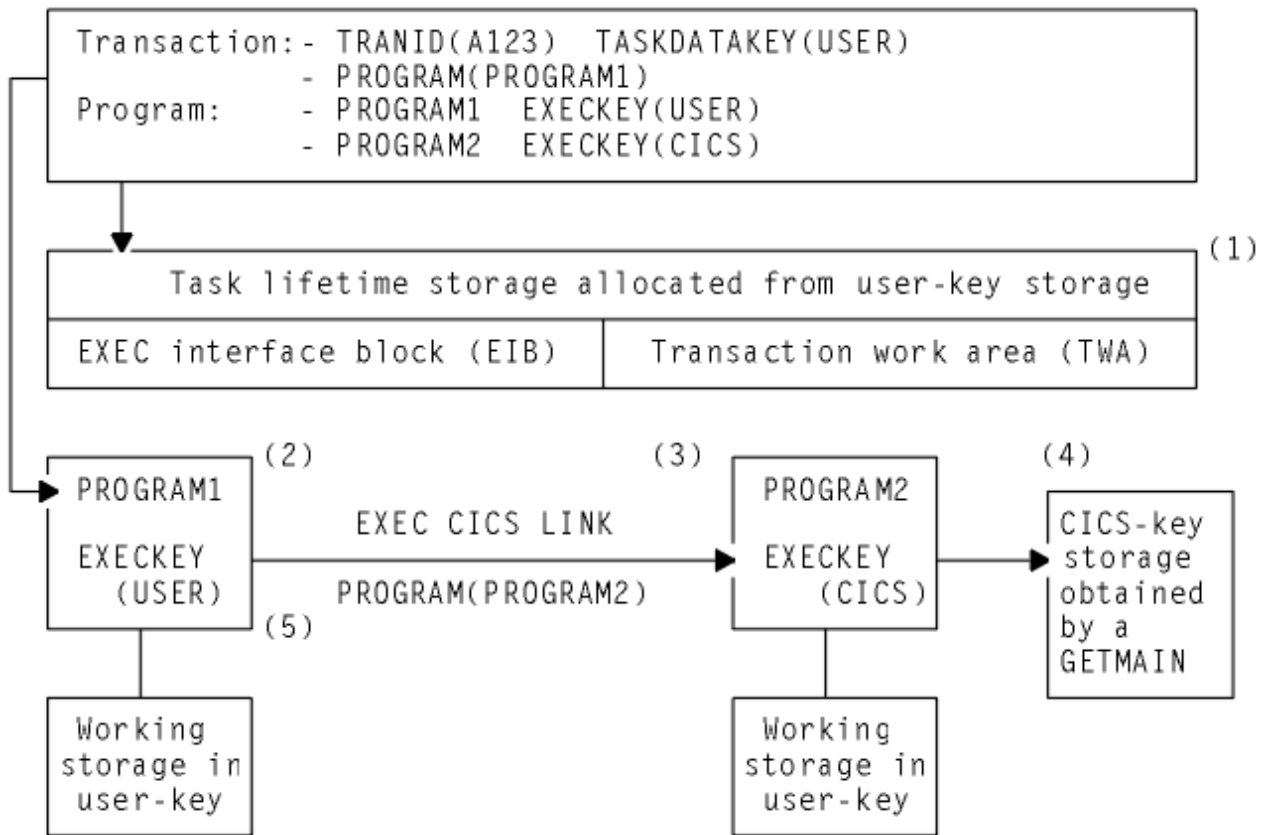 Transaction:- TRANID(A123) TASKDATAKEY(USER)
- PROGRAM(PROGRAM1)
Program: - PROGRAM1 EXECKEY(USER)
- PROGRAM2 EXECKEY(CICS)
(1)
Task lifetime storage allocated from user-key storage
EXEC interface block (EIB)
Transaction work area (TWA)
(2)
PROGRAM1
EXECKEY
(USER)
(5)
EXEC CICS LINK
PROGRAM(PROGRAM2)
(3)
PROGRAM2
EXECKEY
(CICS)
(4)
CICS-key
storage
obtained
by a
GETMAIN
Working
storage in
user-key
Working
storage in
user-key